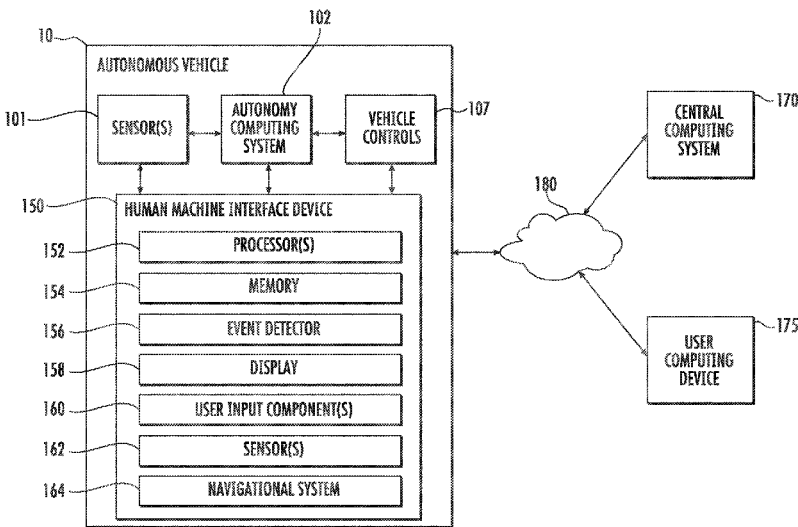 10
AUTONOMOUS VEHICLE
102
101
SENSOR(S)
AUTONOMY
COMPUTING
SYSTEM
VEHICLE
CONTROLS
107
150
HUMAN MACHINE INTERFACE DEVICE
152
PROCESSOR(S)
154
MEMORY
156
EVENT DETECTOR
158
DISPLAY
160
USER INPUT COMPONENT(S)
162
SENSOR(S)
164
NAVIGATIONAL SYSTEM
180
170
CENTRAL
COMPUTING
SYSTEM
175
USER
COMPUTING
DEVICE